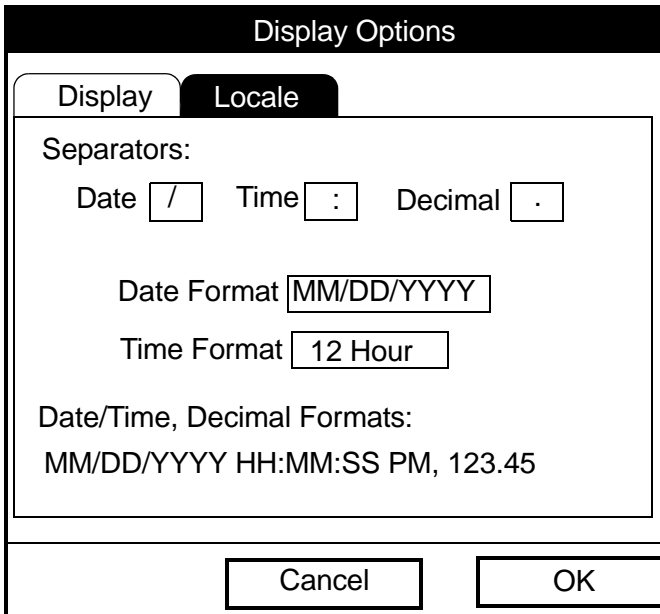 Display Options
Display Locale
Separators:
Date / Time : Decimal .
Date Format MM/DD/YYYY
Time Format 12 Hour
Date/Time, Decimal Formats:
MM/DD/YYYY HH:MM:SS PM, 123.45
Cancel OK